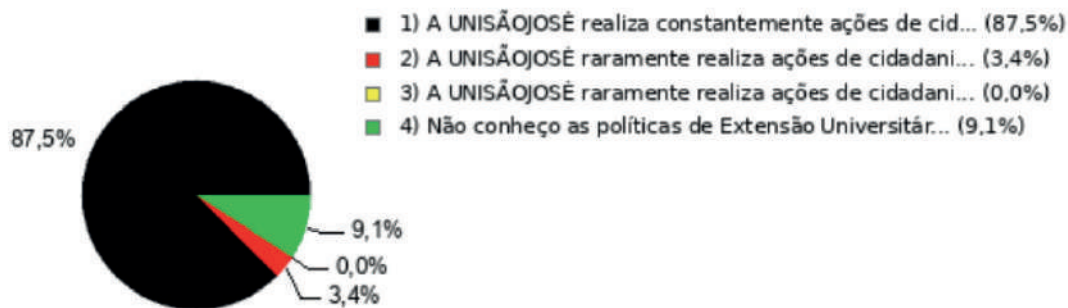 1) A UNISÃOJOSÉ realiza constantemente ações de cid... (87,5%)
2) A UNISÃOJOSÉ raramente realiza ações de cidadani... (3,4%)
3) A UNISÃOJOSÉ raramente realiza ações de cidadani... (0,0%)
4) Não conheço as políticas de Extensão Universitár... (9,1%)
87,5%
9,1%
0,0%
3,4%